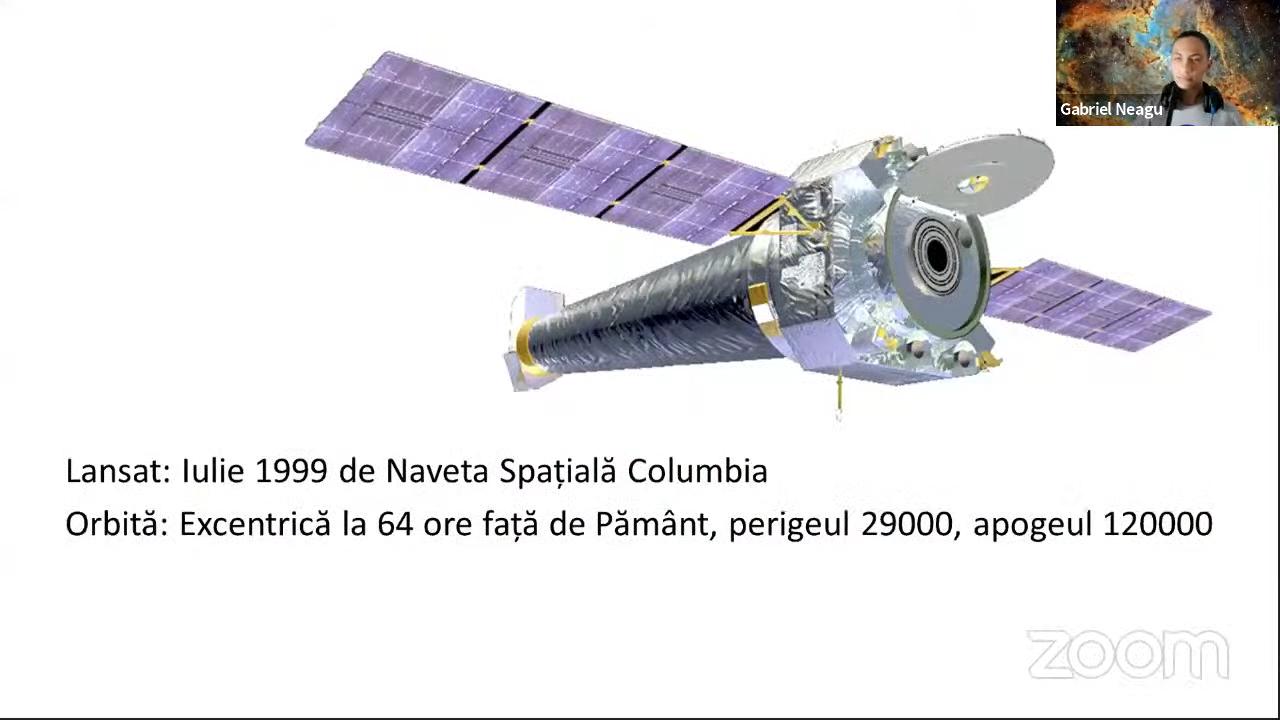 Gabriel Neagu
Lansat: Iulie 1999 de Naveta Spațială Columbia
Orbită: Excentrică la 64 ore față de Pământ, perigeul 29000, apogeul 120000
zoom